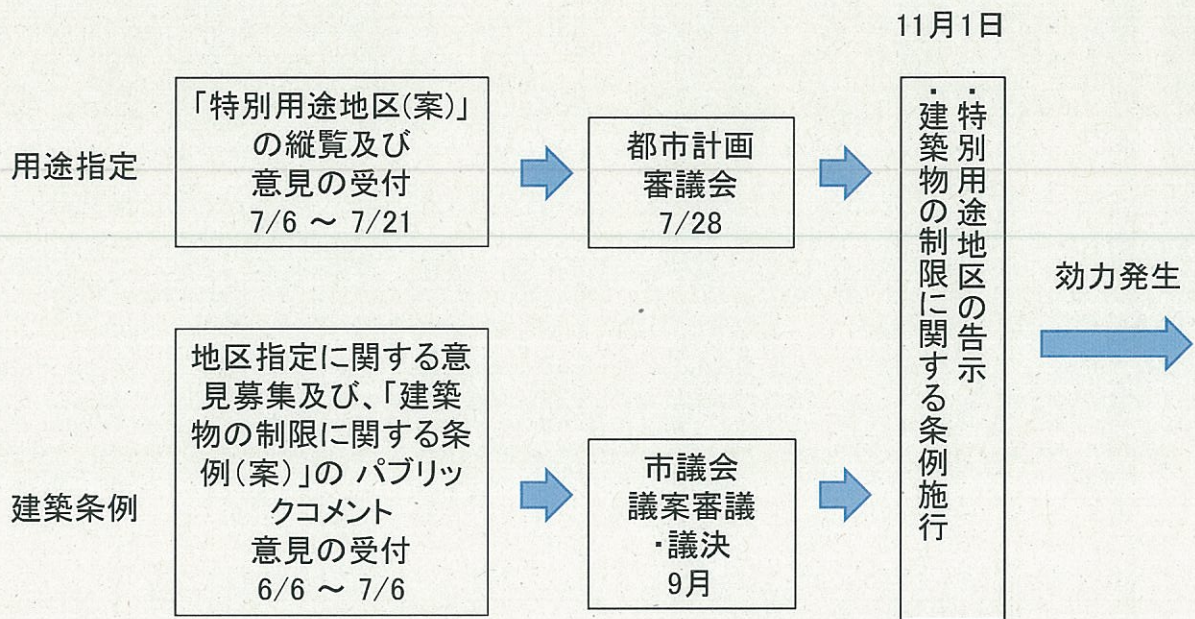 11月1日
用途指定
「特別用途地区(案)」
の縦覧及び
意見の受付
7/6 ～ 7/21
都市計画
審議会
7/28
・特別用途地区の告示
・建築物の制限に関する条例施行
効力発生
建築条例
地区指定に関する意
見募集及び、「建築
物の制限に関する条
例(案)」の パブリッ
クコメント
意見の受付
6/6 ～ 7/6
市議会
議案審議
・議決
9月